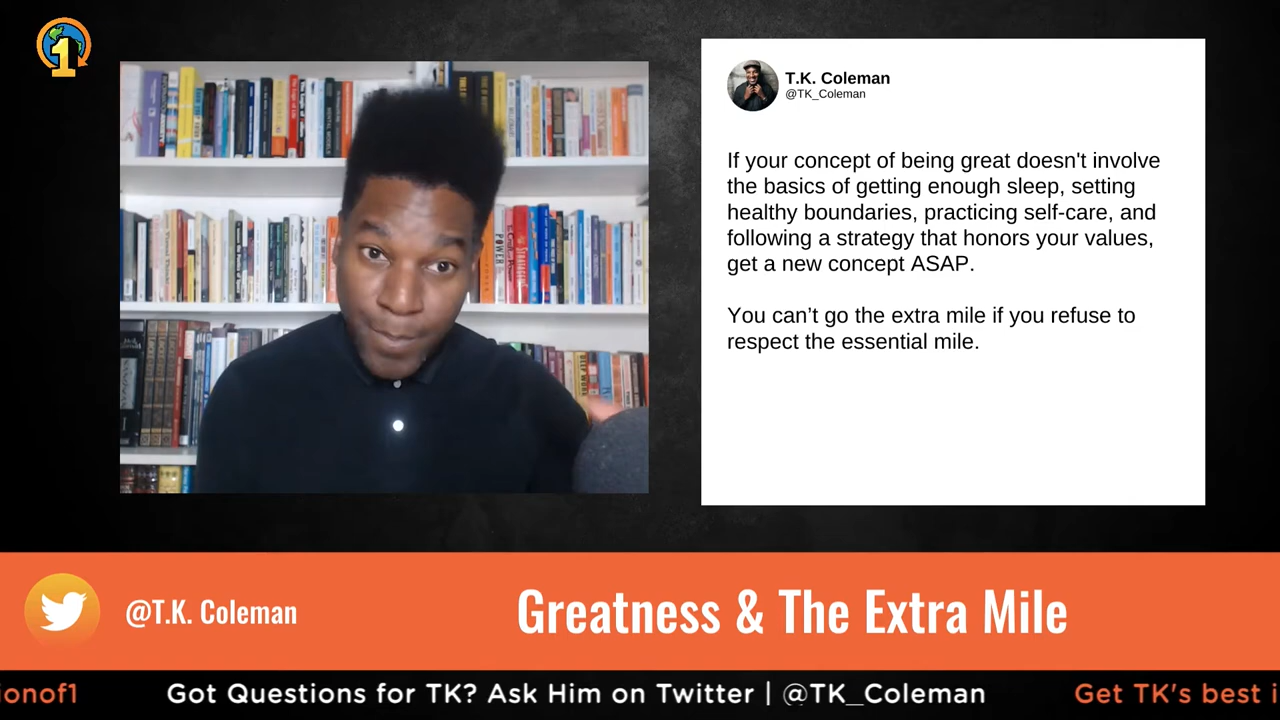 1
T.K. Coleman
@TK_Coleman
If your concept of being great doesn't involve
the basics of getting enough sleep, setting
healthy boundaries, practicing self-care, and
following a strategy that honors your values,
get a new concept ASAP.
You can’t go the extra mile if you refuse to
respect the essential mile.
POWER
@T.K. Coleman
Greatness & The Extra Mile
ionof1
Got Questions for TK? Ask Him on Twitter | @TK_Coleman
Get TK's best i